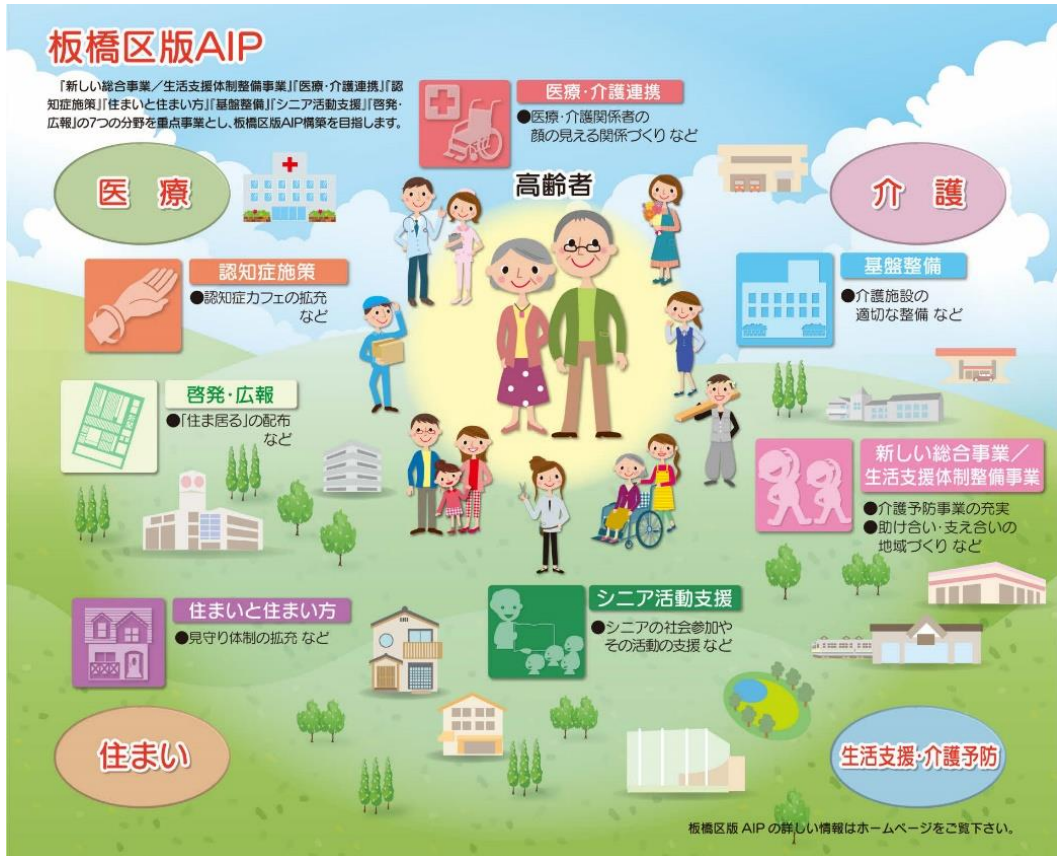 板橋区版AIP
「新しい総合事業／生活支援体制整備事業」「医療・介護連携」「認
知症施策」「住まいと住まい方」「基盤整備」「シニア活動支援」「啓発・
広報」の7つの分野を重点事業とし、板橋区版AIP構築を目指します。
医療・介護連携
●医療・介護関係者の
顔の見える関係づくり など
医療
高齢者
介護
認知症施策
●認知症カフェの拡充
など
基盤整備
●介護施設の
適切な整備 など
啓発・広報
●「住ま居る」の配布
など
新しい総合事業／
生活支援体制整備事業
●介護予防事業の充実
●助け合い・支え合いの
地域づくり など
住まいと住まい方
●見守り体制の拡充 など
シニア活動支援
●シニアの社会参加や
その活動の支援 など
住まい
生活支援・介護予防
板橋区版 AIP の詳しい情報はホームページをご覧下さい。